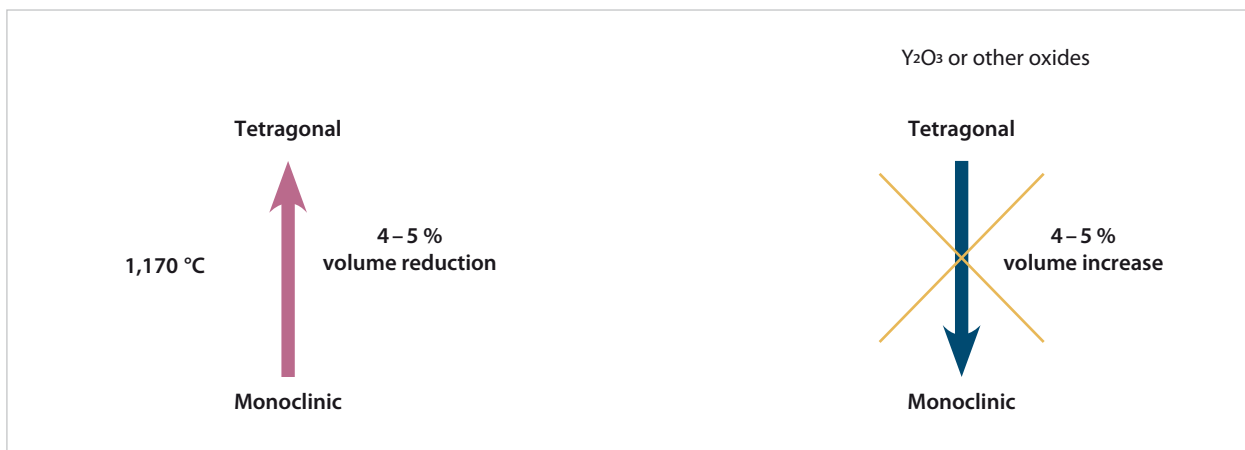 Y2O3 or other oxides
Tetragonal
1,170 °C
4–5 %
volume reduction
Monoclinic
Tetragonal
4–5 %
volume increase
Monoclinic